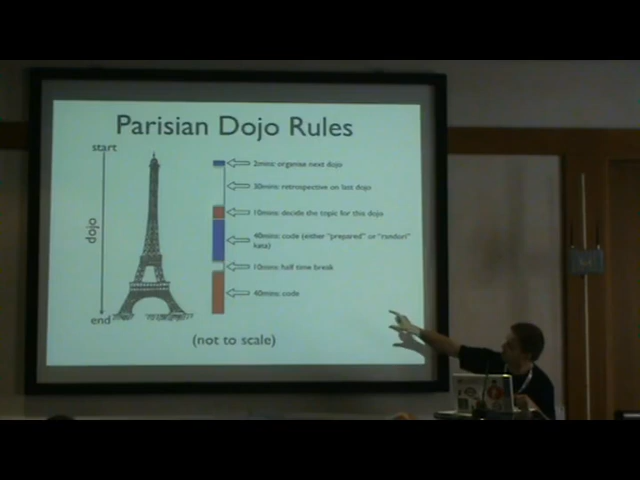 Parisian Dojo Rules
start
2mins: organise next dojo
30mins: retrospective on last dojo
10mins: decide the topic for this dojo
dojo
40mins: code (either "prepared" or "randori"
kata)
10mins: half time break
40mins: code
end
(not to scale)